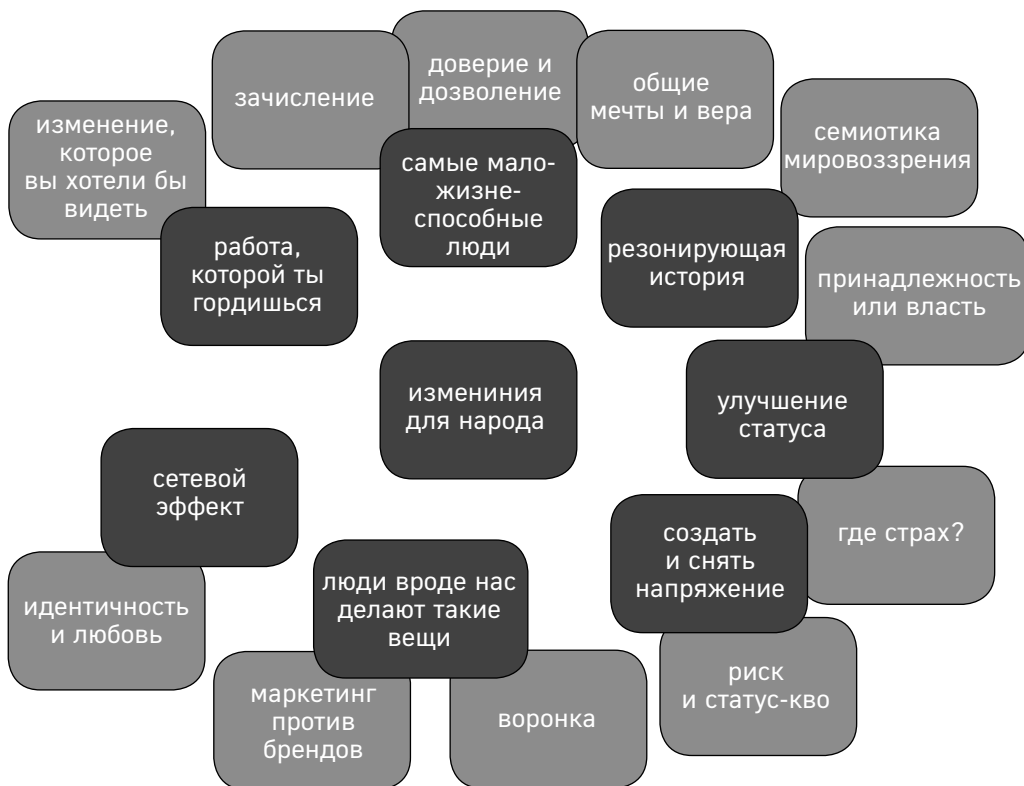 доверие и
дозволение
зачисление
общие
мечты и вера
изменение,
которое
вы хотели бы
видеть
семиотика
мировоззрения
самые мало-
жизне-
способные
люди
работа,
которой ты
гордишься
резонирующая
история
принадлежность
или власть
измениния
для народа
улучшение
статуса
сетевой
эффект
где страх?
создать
и снять
напряжение
люди вроде нас
делают такие
вещи
идентичность
и любовь
риск
и статус-кво
маркетинг
против
брендов
воронка